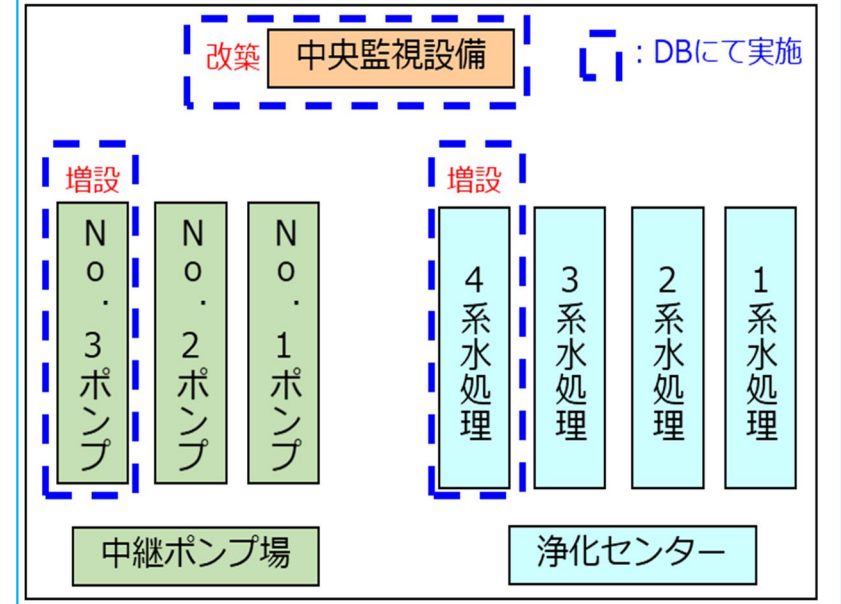 改築
中央監視設備
：DBにて実施
増設
増設
No．3ポンプ
No．2ポンプ
No．1ポンプ
4系水処理
3系水処理
2系水処理
1系水処理
中継ポンプ場
浄化センター